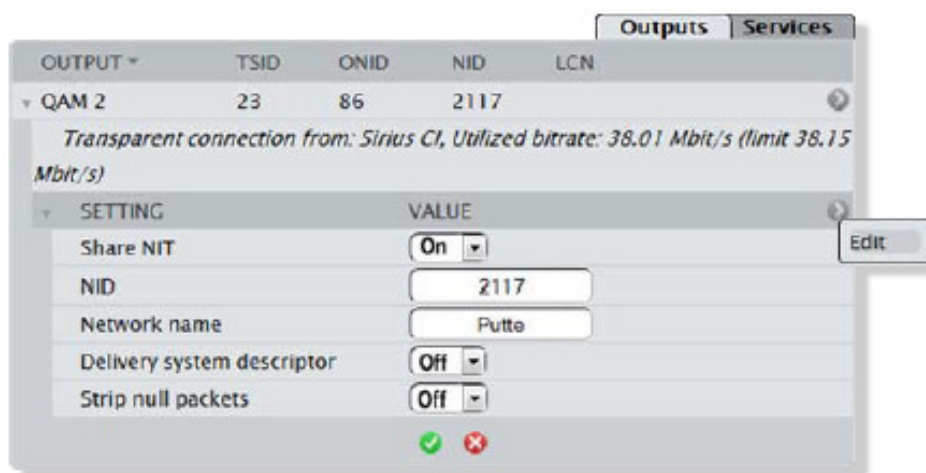 Outputs Services
OUTPUT TSID ONID NID LCN
QAM 2 23 86 2117
Transparent connection from: Sirius CI, Utilized bitrate: 38.01 Mbit/s (limit 38.15
Mbit/s)
SETTING VALUE
Edit
Share NIT On
NID 2117
Network name Putte
Delivery system descriptor Off
Strip null packets Off